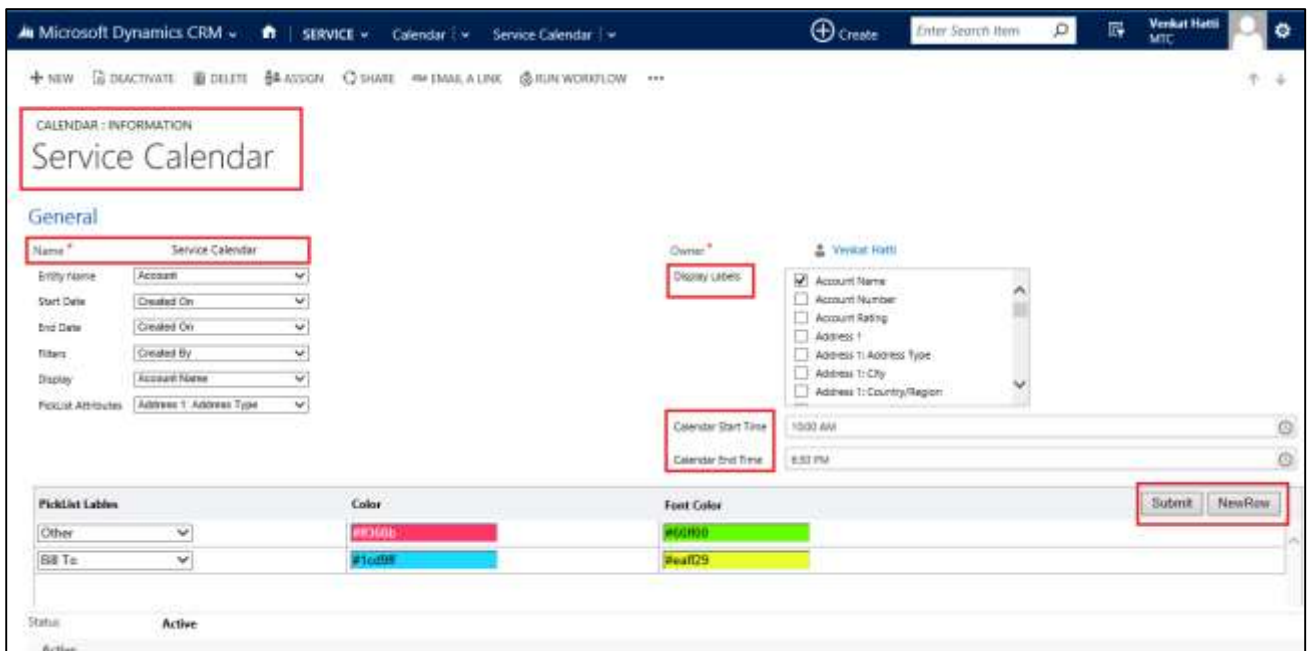 Microsoft Dynamics CRM SERVICE Calendar Service Calendar Create Enter Search Item Venkat Hatti
MTC
NEW DEACTIVATE DELETE ASSIGN SHARE EMAIL A LINK RUN WORKFLOW •••
CALENDAR : INFORMATION
Service Calendar
General
Name * Service Calendar Owner * Venkat Hatti
Entity Name Account Display Labels Account Name
Start Date Created On Account Number
End Date Created On Account Rating
Filters Created By Address 1
Display Account Name Address 1: Address Type
PickList Attributes Address 1: Address Type Address 1: City
Address 1: Country/Region
Calendar Start Time 10:00 AM
Calendar End Time PM
PickList Lables Color Font Color Submit NewRow
Other
Bill To #eaff29
Status Active
Active